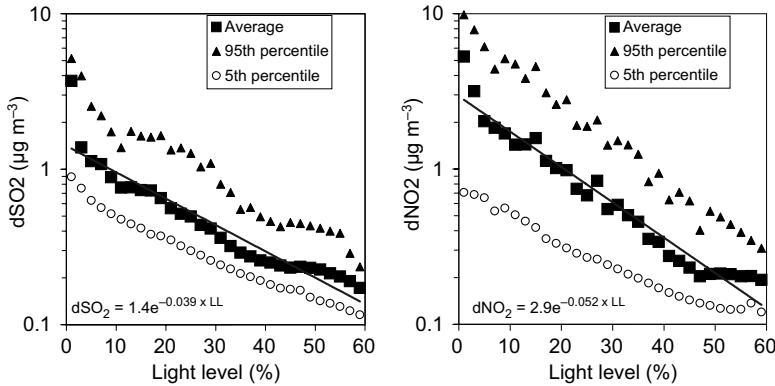 10
Average
95th percentile
5th percentile
1
0.1
dSO2 (µg m⁻³)
dSO₂ = 1.4e^−0.039 x LL
0 10 20 30 40 50 60
Light level (%)
10
Average
95th percentile
5th percentile
1
0.1
dNO2 (µg m⁻³)
dNO₂ = 2.9e^−0.052 x LL
0 10 20 30 40 50 60
Light level (%)